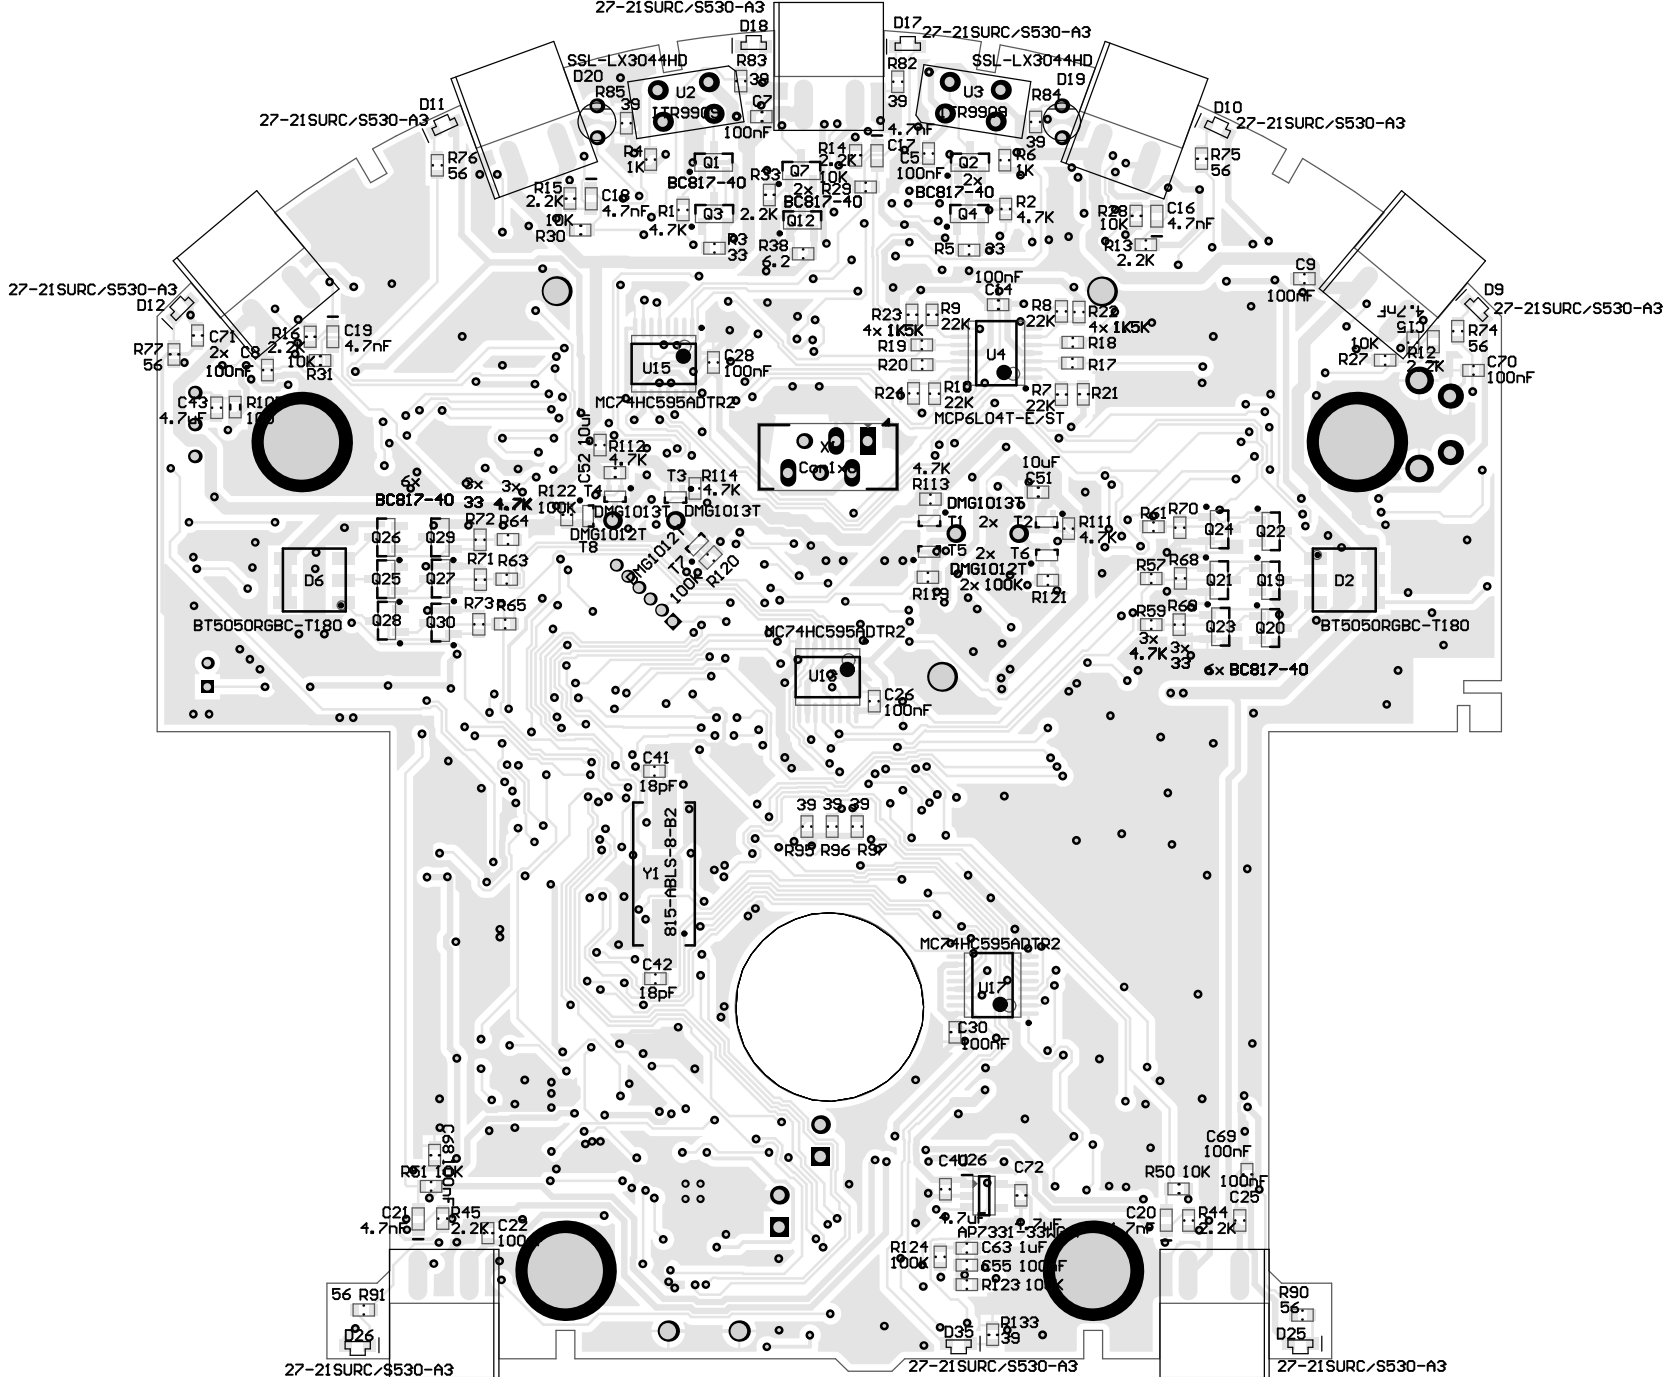 27-21SURC/S530-A3
D18
D17
27-21SURC/S530-A3
SSL-LX3044HD
D20
R85
39
R83
39
C7
100nF
U2
ITR9909
R82
39
U3
ITR9909
SSL-LX3044HD
D19
R84
39
D11
27-21SURC/S530-A3
D10
27-21SURC/S530-A3
R76
56
R75
56
R4
1K
Q1
BC817-40
Q3
R1
4.7K
R3
33
R15
2.2K
10K
R30
C18
4.7nF
R33
2.2K
Q7
2x
BC817-40
Q12
R38
6.2
R14
2.2K
10K
R29
4.7nF
C17
C5
100nF
Q2
2x
BC817-40
Q4
R6
1K
R2
4.7K
R5
33
R28
10K
C16
4.7nF
R13
2.2K
27-21SURC/S530-A3
D12
C9
100nF
D9
27-21SURC/S530-A3
R77
56
C71
2x
C8
100nF
R16
2.2K
10K
R31
C19
4.7nF
C43
4.7uF
U15
MC74HC595ADTR2
C28
100nF
100nF
C14
R23
R9
22K
4x 1K5K
R19
R20
R24
R10
22K
U4
MCP6L04T-E/ST
R8
22K
R22
4x 1K5K
R18
R17
R7
22K
R21
4.7nF
C15
10K
R27
R12
2.2K
R74
56
C70
100nF
C52 10uF
R112
4.7K
T4
T3
R114
4.7K
DMG1013T
DMG1013T
R122
100K
DMG1012T
T8
DMG1012T
T7
100K
R120
X1
4.7K
R113
10uF
C51
DMG1013T
T1
2x
T2
R111
4.7K
T5
2x
T6
DMG1012T
2x 100K
R119
R121
6x
BC817-40
3x
33
3x
4.7K
Q26
Q29
R72
R64
Q25
Q27
R71
R63
Q28
Q30
R73
R65
D6
BT5050RGBC-T180
R61
R70
Q24
Q22
R57
R68
Q21
Q19
R59
R69
Q23
Q20
3x
4.7K
3x
33
6x BC817-40
D2
BT5050RGBC-T180
MC74HC595ADTR2
C26
100nF
C41
18pF
Y1
815-ABLS-8-B2
C42
18pF
39 39 39
R95 R96 R97
MC74HC595ADTR2
U17
C30
100nF
C68 100nF
R51 10K
C21
4.7nF
R45
2.2K
C22
U26
C72
4.7uF
R124
100K
C63 1uF
C55 100nF
R123
R133
39
C69
100nF
R50 10K
100nF
C25
C20
R44
2.2K
56 R91
D26
27-21SURC/S530-A3
D35
27-21SURC/S530-A3
R90
56
D25
27-21SURC/S530-A3